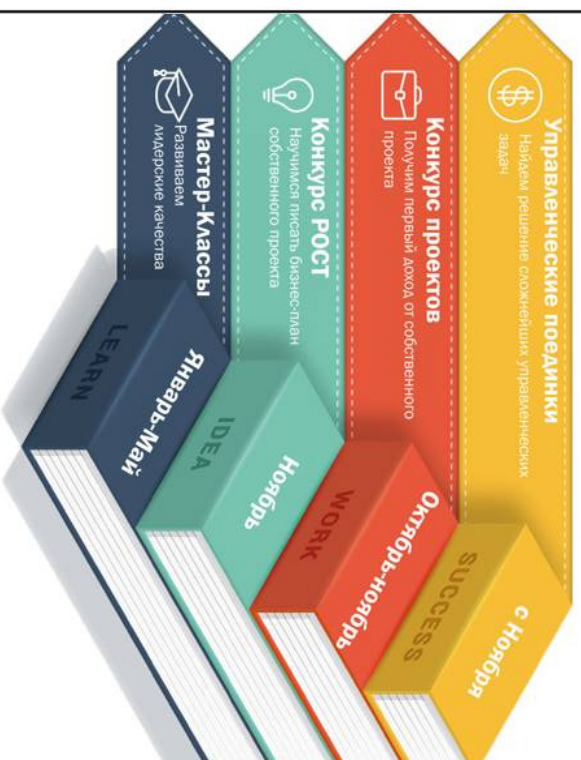 Управленческие поединки
Найдем решение сложнейших управленческих
задач
с Ноября
SUCCESS
Конкурс проектов
Получим первый доход от собственного
проекта
Октябрь-ноябрь
WORK
Конкурс РОСТ
Научимся писать бизнес-план
собственного проекта
Ноябрь
IDEA
Мастер-Классы
Развиваем
лидерские качества
Январь-Май
LEARN